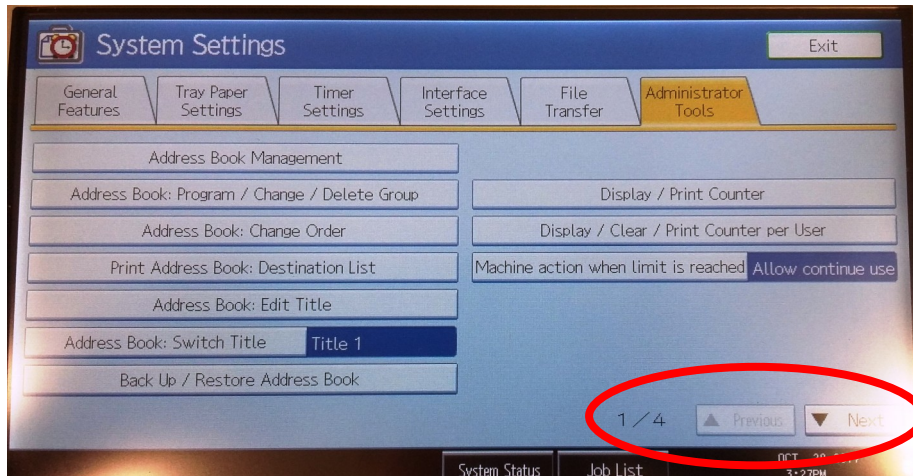 System Settings
Exit
General Features
Tray Paper Settings
Timer Settings
Interface Settings
File Transfer
Administrator Tools
Address Book Management
Address Book: Program / Change / Delete Group
Display / Print Counter
Address Book: Change Order
Display / Clear / Print Counter per User
Print Address Book: Destination List
Machine action when limit is reached Allow continue use
Address Book: Edit Title
Address Book: Switch Title Title 1
Back Up / Restore Address Book
1/4 ▲ Previous ▼ Next
System Status Job List
OCT
3:27PM